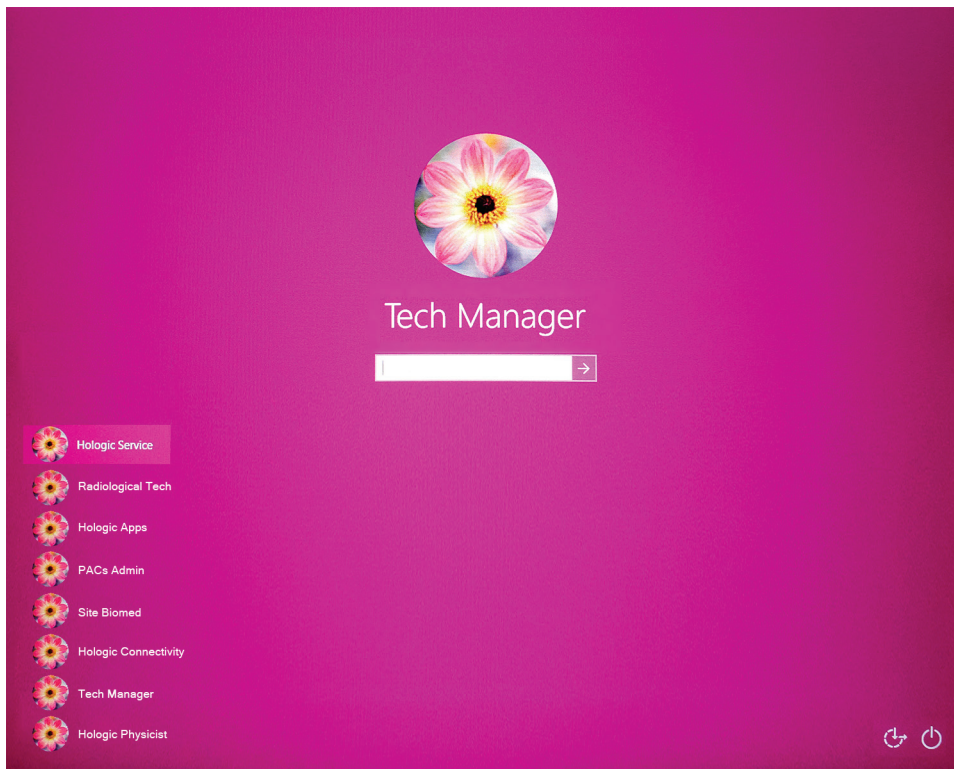 Tech Manager
Hologic Service
Radiological Tech
Hologic Apps
PACs Admin
Site Biomed
Hologic Connectivity
Tech Manager
Hologic Physicist